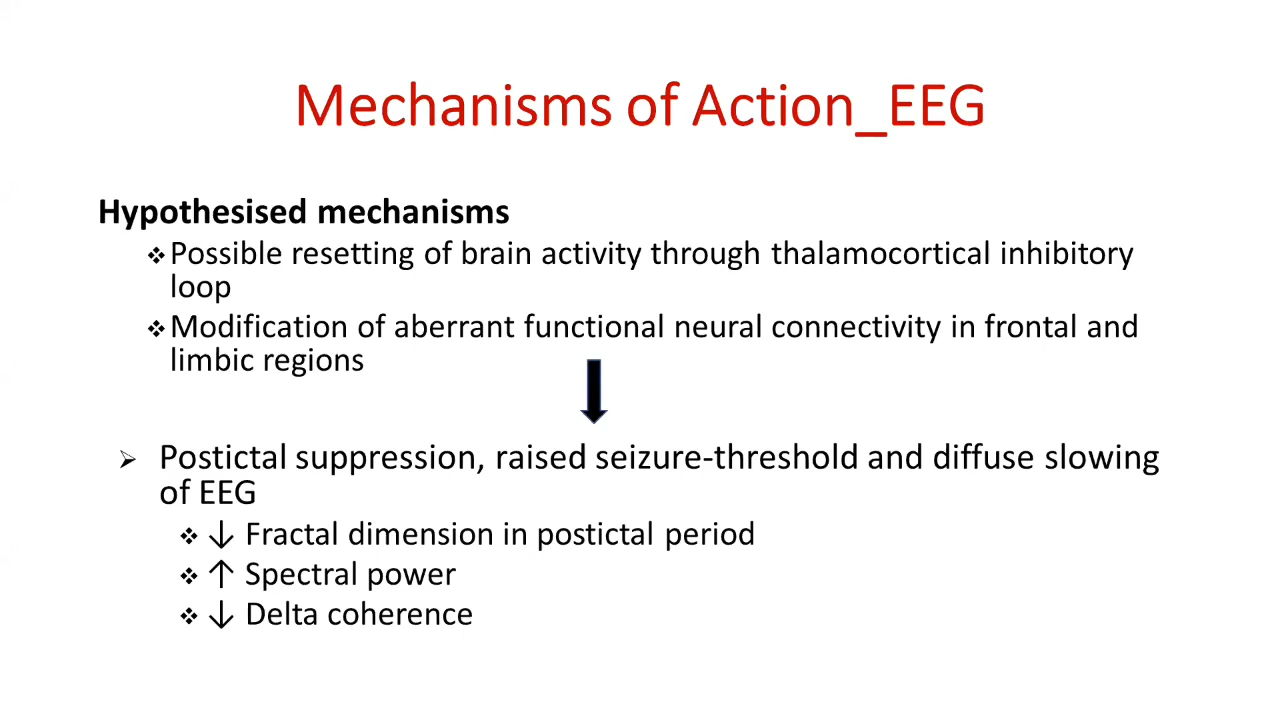 Mechanisms of Action_EEG
Hypothesised mechanisms
❖ Possible resetting of brain activity through thalamocortical inhibitory
loop
❖ Modification of aberrant functional neural connectivity in frontal and
limbic regions
➢ Postictal suppression, raised seizure-threshold and diffuse slowing
of EEG
❖ ↓ Fractal dimension in postictal period
❖ ↑ Spectral power
❖ ↓ Delta coherence